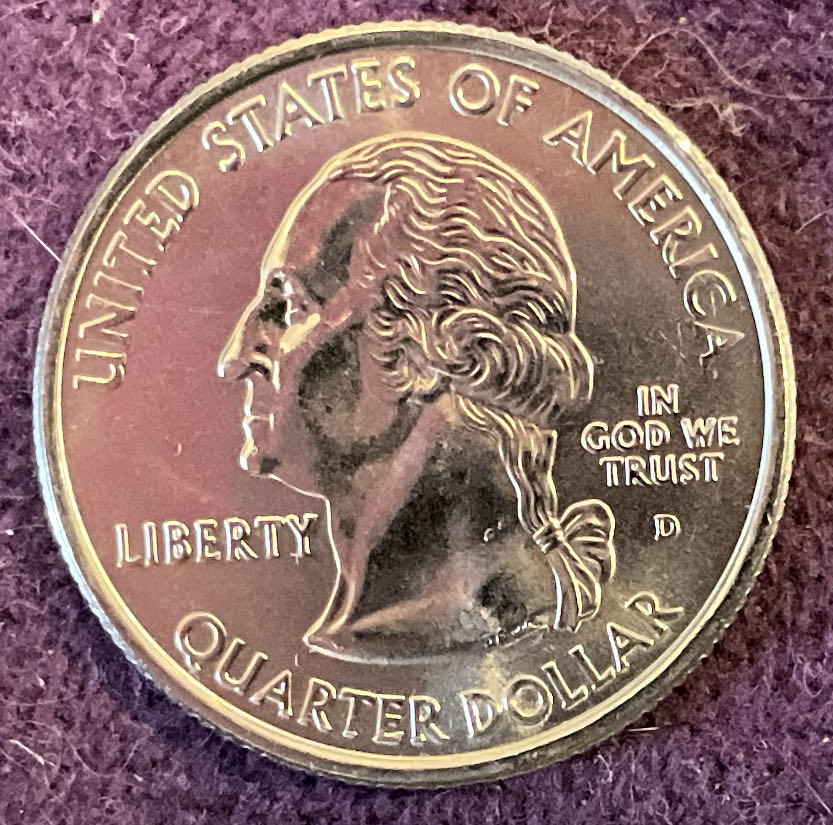 UNITED STATES OF AMERICA
LIBERTY
IN
GOD WE
TRUST
D
QUARTER DOLLAR